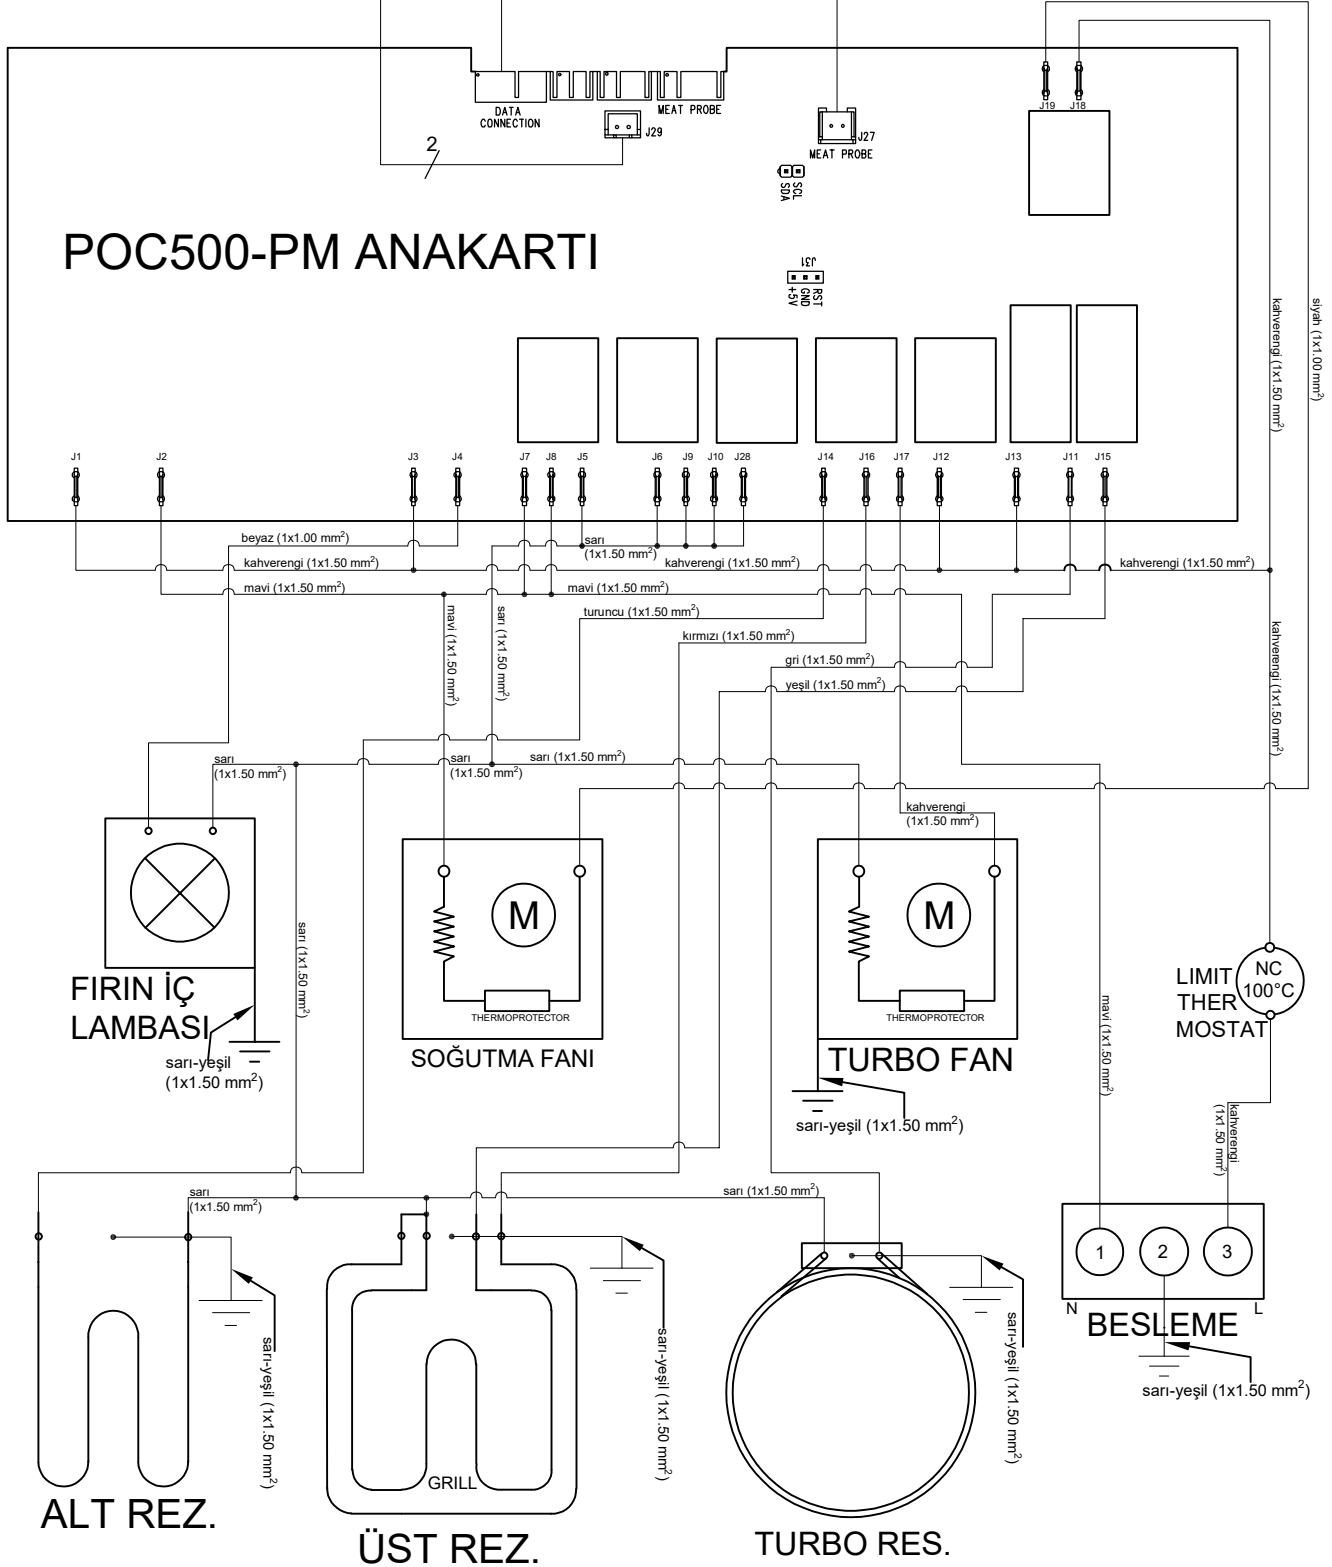 DATA
CONNECTION
MEAT PROBE
J29
J27
MEAT PROBE
J19
J18
2
SDA
SCL
POC500-PM ANAKARTI
J31
+5V
GND
RST
kahverengi (1x1.50 mm²)
siyah (1x1.00 mm²)
J1
J2
J3
J4
J7
J8
J5
J6
J9
J10
J28
J14
J16
J17
J12
J13
J11
J15
beyaz (1x1.00 mm²)
sarı
(1x1.50 mm²)
kahverengi (1x1.50 mm²)
kahverengi (1x1.50 mm²)
kahverengi (1x1.50 mm²)
mavi (1x1.50 mm²)
mavi (1x1.50 mm²)
mavi (1x1.50 mm²)
sarı (1x1.50 mm²)
turuncu (1x1.50 mm²)
kırmızı (1x1.50 mm²)
gri (1x1.50 mm²)
yeşil (1x1.50 mm²)
kahverengi (1x1.50 mm²)
sarı
(1x1.50 mm²)
sarı
(1x1.50 mm²)
sarı (1x1.50 mm²)
kahverengi
(1x1.50 mm²)
M
M
sarı (1x1.50 mm²)
FIRIN İÇ
LAMBASI
sarı-yeşil
(1x1.50 mm²)
THERMOPROTECTOR
SOĞUTMA FANI
THERMOPROTECTOR
TURBO FAN
sarı-yeşil (1x1.50 mm²)
mavi (1x1.50 mm²)
LIMIT
THER
MOSTAT
NC
100°C
kahverengi
(1x1.50 mm²)
sarı
(1x1.50 mm²)
sarı (1x1.50 mm²)
1
2
3
N
L
BESLEME
sarı-yeşil (1x1.50 mm²)
sarı-yeşil (1x1.50 mm²)
sarı-yeşil (1x1.50 mm²)
sarı-yeşil (1x1.50 mm²)
GRILL
ALT REZ.
ÜST REZ.
TURBO RES.